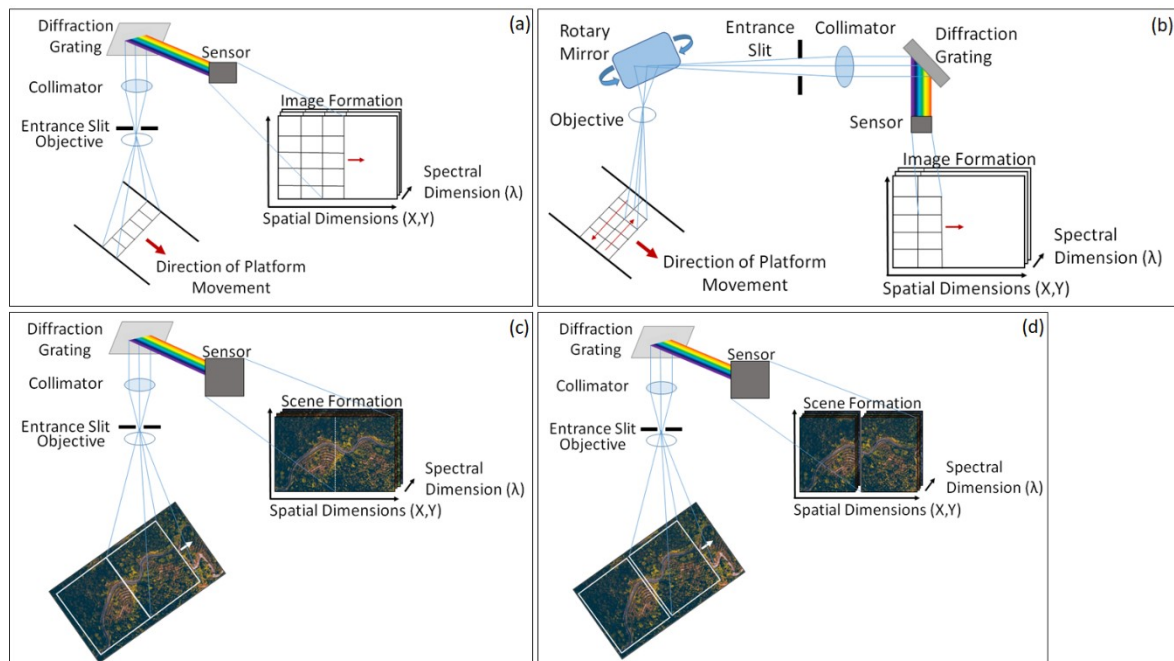 (a)
Diffraction
Grating
Sensor
Collimator
Image Formation
Entrance Slit
Objective
Spectral
Dimension (λ)
Spatial Dimensions (X,Y)
Direction of Platform
Movement
(b)
Rotary
Mirror
Entrance
Slit
Collimator
Diffraction
Grating
Objective
Sensor
Image Formation
Spectral
Dimension (λ)
Direction of Platform
Movement
Spatial Dimensions (X,Y)
(c)
Diffraction
Grating
Sensor
Collimator
Scene Formation
Entrance Slit
Objective
Spectral
Dimension (λ)
Spatial Dimensions (X,Y)
(d)
Diffraction
Grating
Sensor
Collimator
Scene Formation
Entrance Slit
Objective
Spectral
Dimension (λ)
Spatial Dimensions (X,Y)